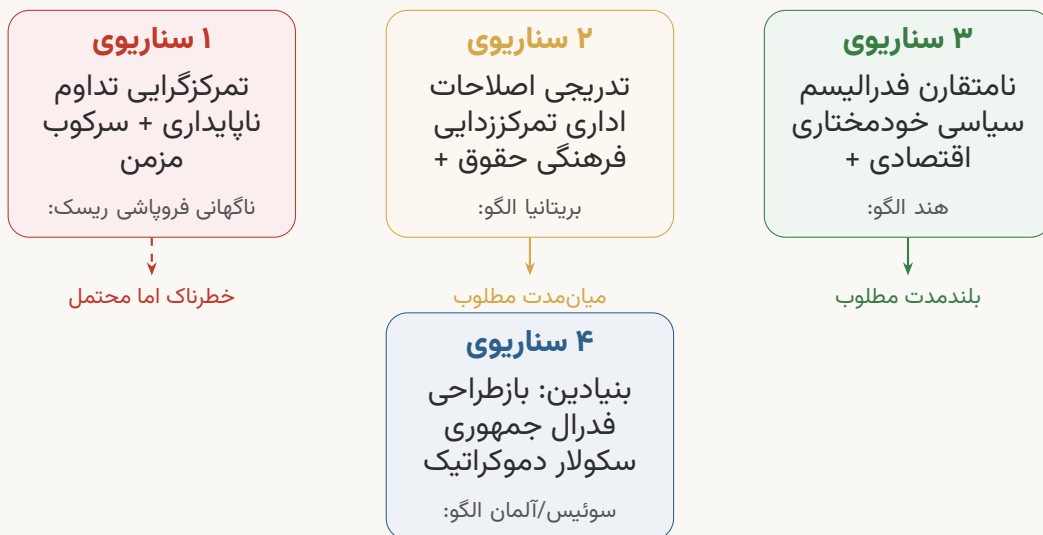 ۱ سناریوی
تمرکزگرایی تداوم
ناپایداری + سرکوب
مزمن
ناگهانی فروپاشی ریسک:
خطرناک اما محتمل
۲ سناریوی
تدریجی اصلاحات
اداری تمرکززدایی
فرهنگی حقوق +
بریتانیا الگو:
میان‌مدت مطلوب
۳ سناریوی
نامتقارن فدرالیسم
سیاسی خودمختاری
اقتصادی +
هند الگو:
بلندمدت مطلوب
۴ سناریوی
بنیادین: بازطراحی
فدرال جمهوری
سکولار دموکراتیک
سوئیس/آلمان الگو: